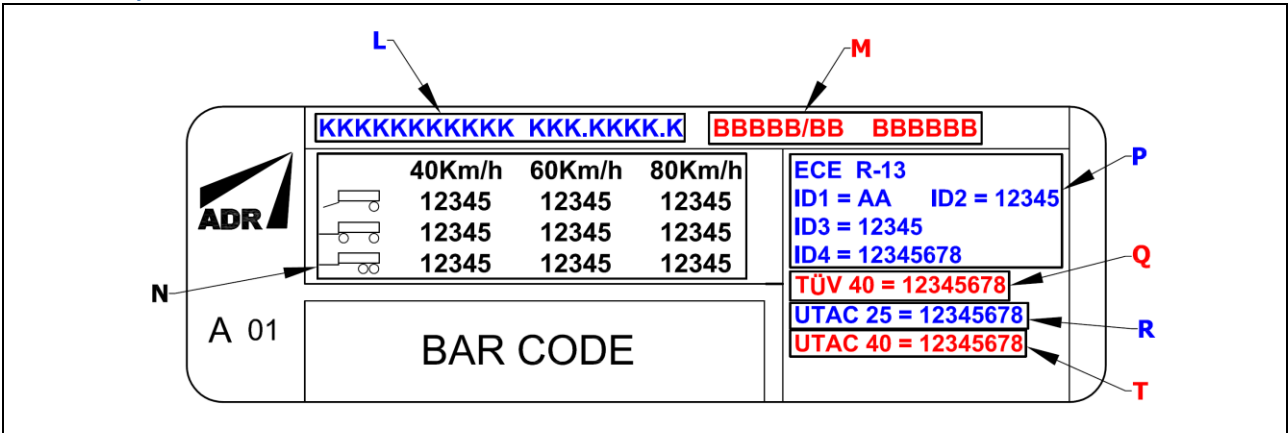 L
M
KKKKKKKKKKK KKK.KKKK.K
BBBBB/BB BBBBBB
40Km/h 60Km/h 80Km/h
12345 12345 12345
12345 12345 12345
12345 12345 12345
ADR
N
A 01
BAR CODE
ECE R-13
ID1 = AA ID2 = 12345
ID3 = 12345
ID4 = 12345678
TÜV 40 = 12345678
UTAC 25 = 12345678
UTAC 40 = 12345678
P
Q
R
T